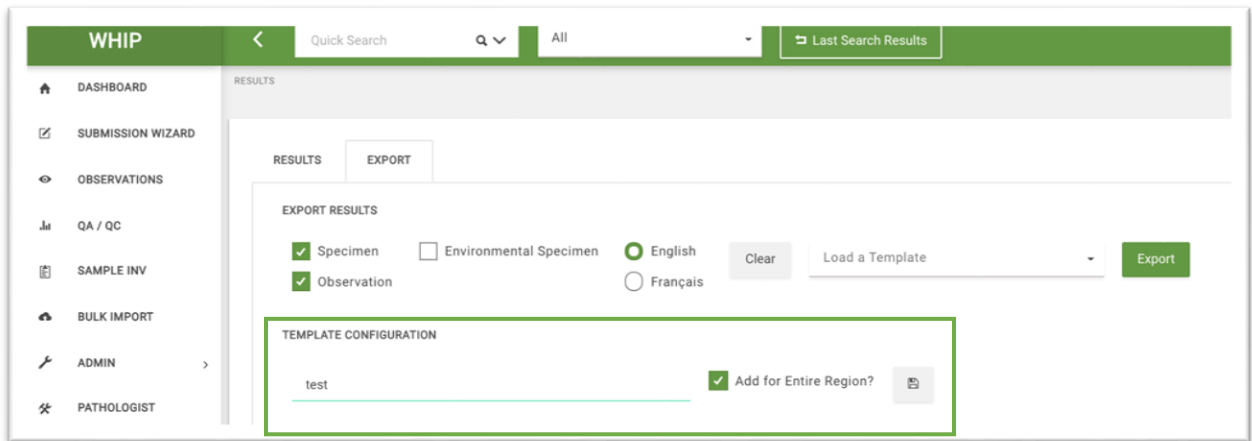 WHIP
Quick Search
All
Last Search Results
DASHBOARD
SUBMISSION WIZARD
OBSERVATIONS
QA / QC
SAMPLE INV
BULK IMPORT
ADMIN
PATHOLOGIST
RESULTS
RESULTS EXPORT
EXPORT RESULTS
Specimen Environmental Specimen English Clear Load a Template Export
Observation Français
TEMPLATE CONFIGURATION
test Add for Entire Region?